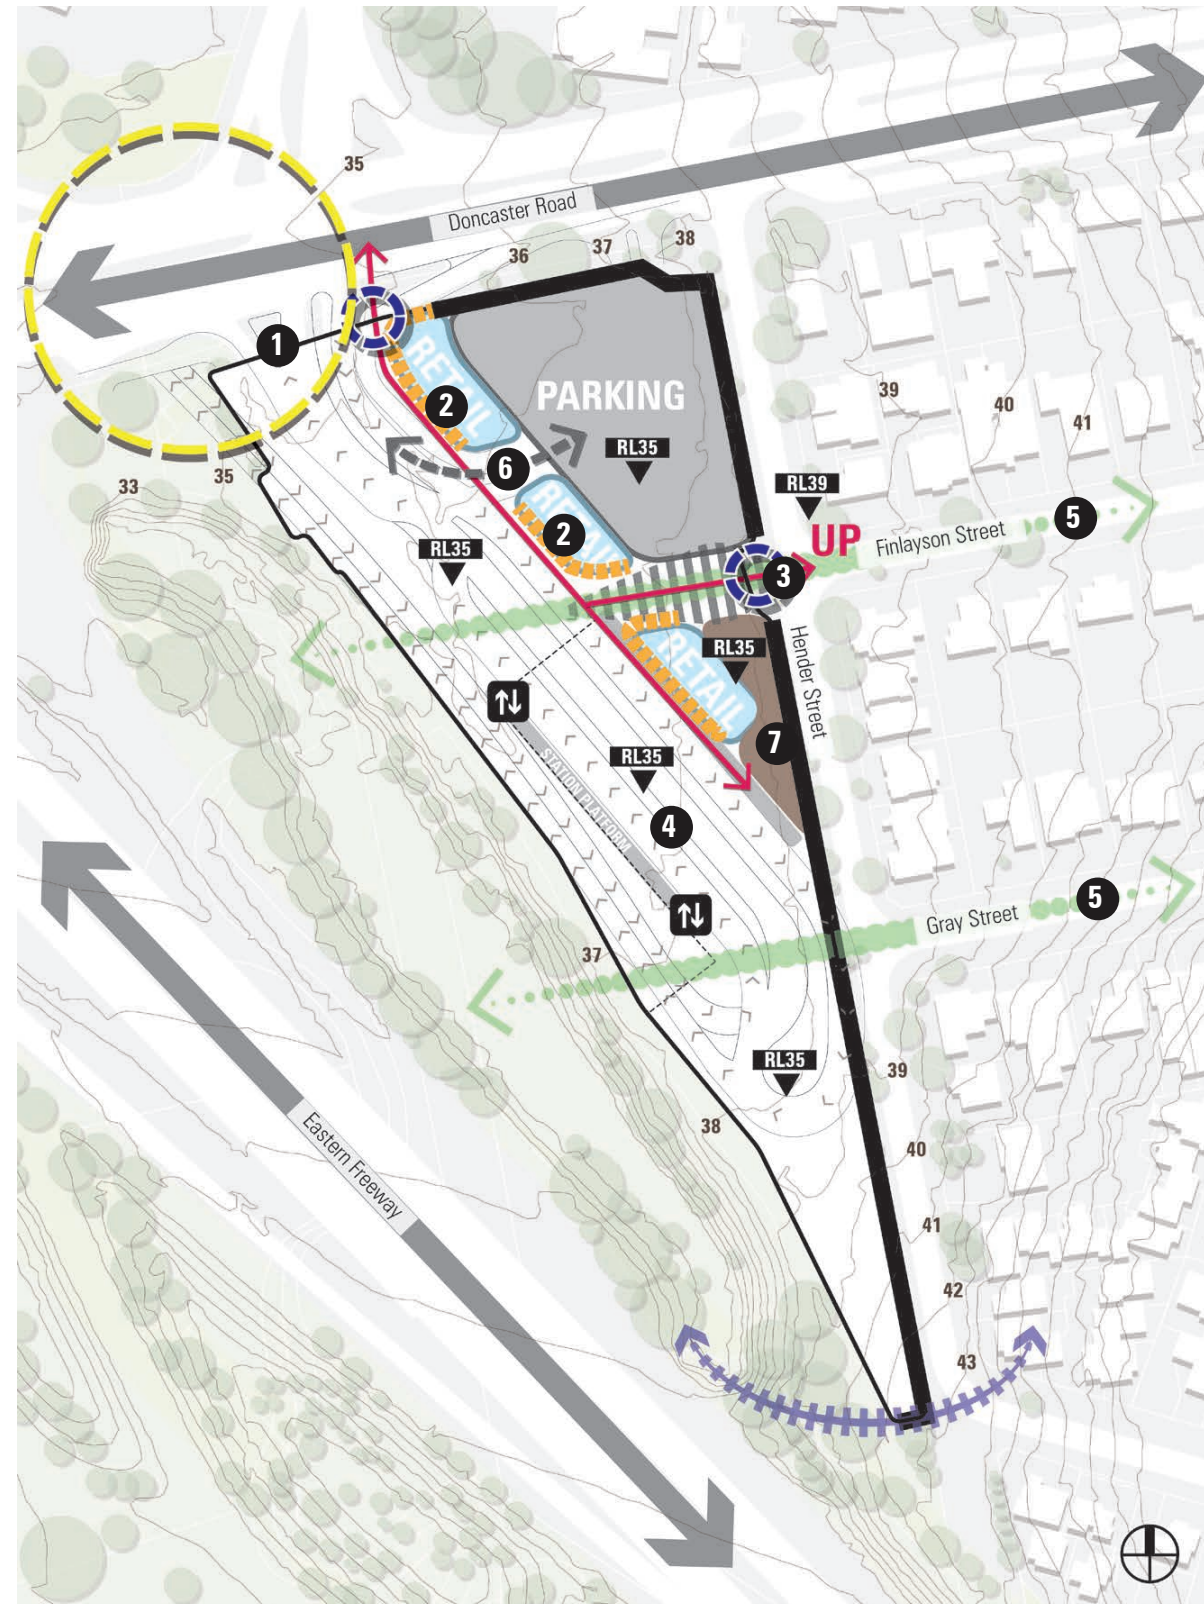 35
Doncaster Road
36
37
38
1
RETAIL
2
PARKING
RL35
39
40
41
6
33
35
RL39
5
RETAIL
2
UP
Finlayson Street
RL35
3
RETAIL
RL35
Hender Street
7
STATION PLATFORM
RL35
4
5
Gray Street
37
RL35
39
38
Eastern Freeway
40
41
42
43